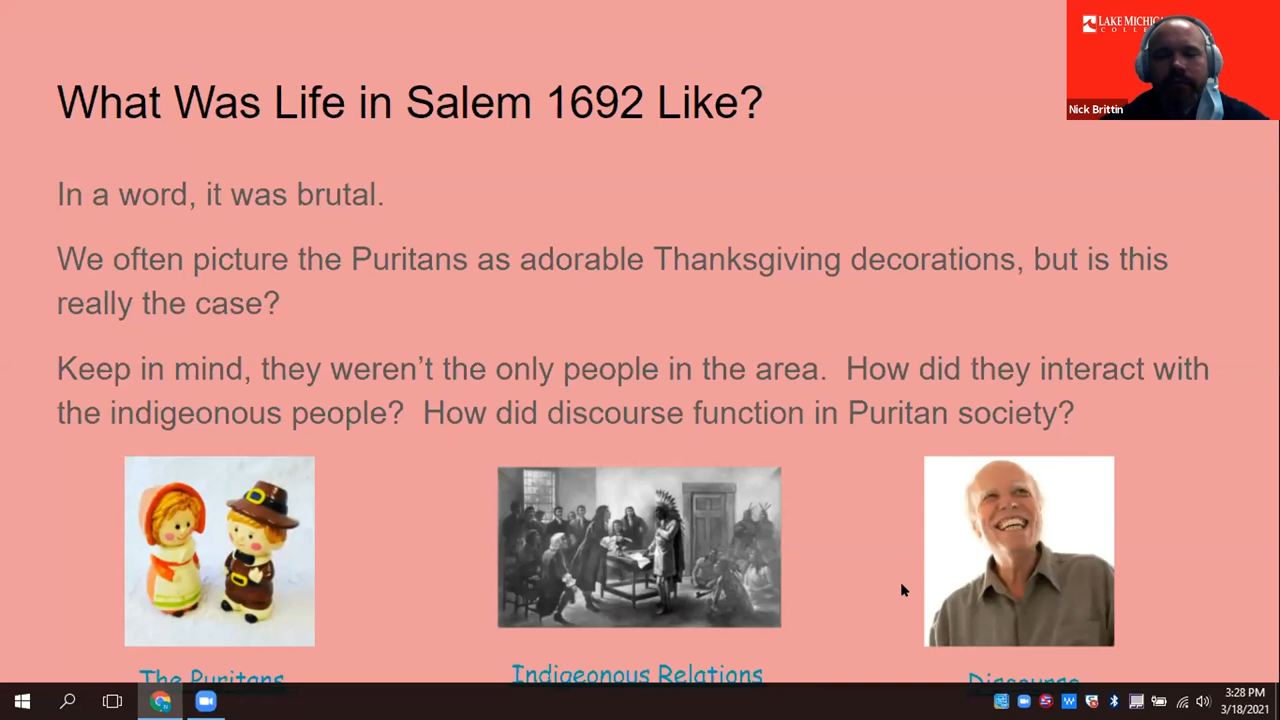 LAKE MICHIGAN
COLLE
Nick Brittin
What Was Life in Salem 1692 Like?
In a word, it was brutal.
We often picture the Puritans as adorable Thanksgiving decorations, but is this
really the case?
Keep in mind, they weren’t the only people in the area.  How did they interact with
the indigeonous people?  How did discourse function in Puritan society?
The Puritans
Indigeonous Relations
Discourse
3:28 PM
3/18/2021